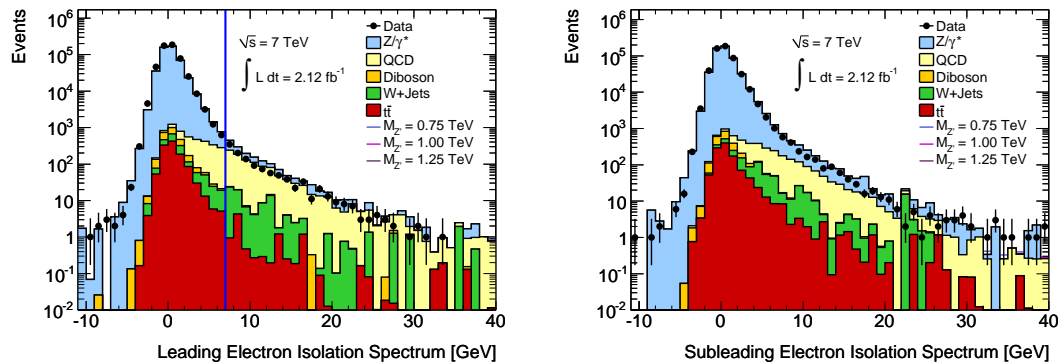 Events
10^6
10^5
10^4
10^3
10^2
10
1
10^-1
10^-2
-10 0 10 20 30 40
Leading Electron Isolation Spectrum [GeV]
√s = 7 TeV
∫ L dt = 2.12 fb^-1
Data
Z/γ*
QCD
Diboson
W+Jets
tt̄
M_Z' = 0.75 TeV
M_Z' = 1.00 TeV
M_Z' = 1.25 TeV
Events
10^6
10^5
10^4
10^3
10^2
10
1
10^-1
10^-2
-10 0 10 20 30 40
Subleading Electron Isolation Spectrum [GeV]
√s = 7 TeV
∫ L dt = 2.12 fb^-1
Data
Z/γ*
QCD
Diboson
W+Jets
tt̄
M_Z' = 0.75 TeV
M_Z' = 1.00 TeV
M_Z' = 1.25 TeV